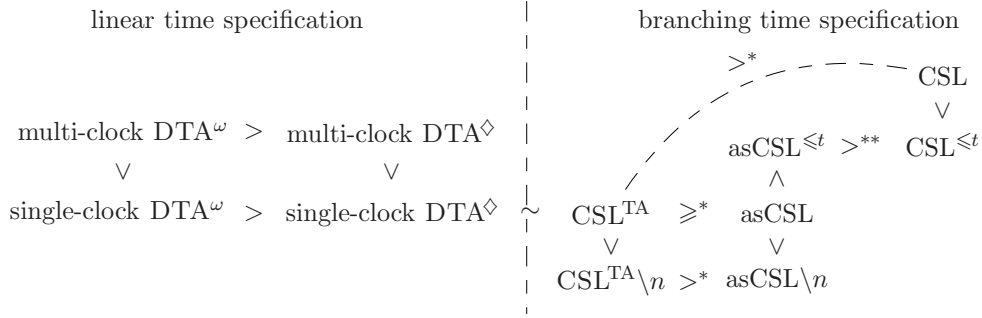 linear time specification branching time specification
>*
CSL
∨
multi-clock DTA^ω > multi-clock DTA^◇ asCSL^⩽t >** CSL^⩽t
∨ ∨ ∧
single-clock DTA^ω > single-clock DTA^◇ ∼ CSL^TA ⩾* asCSL
∨ ∨
CSL^TA\n >* asCSL\n